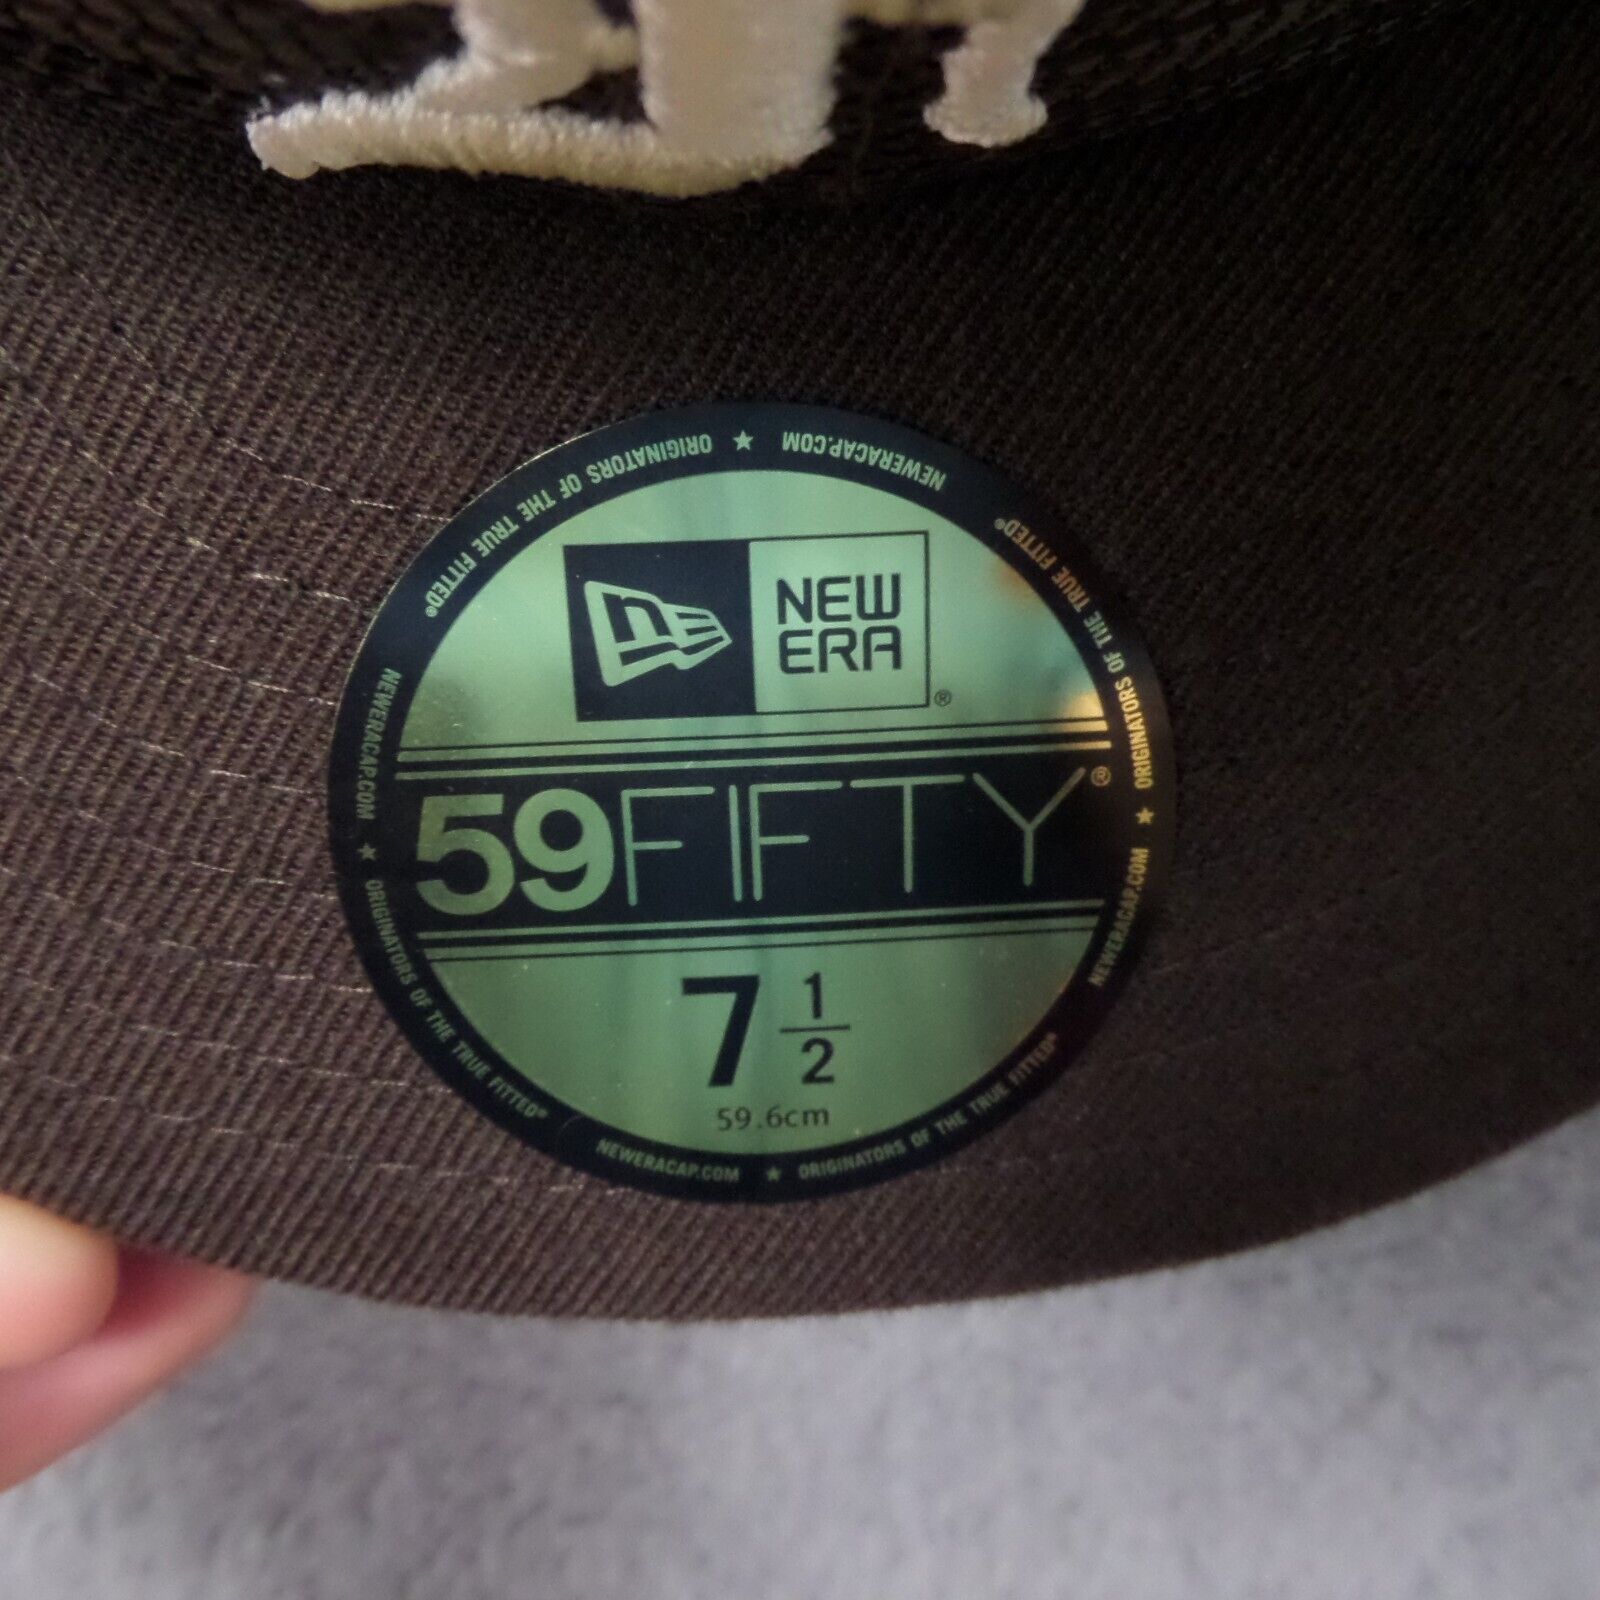 NEW
ERA
®
59FIFTY®
7 1/2
59.6cm
NEWERACAP.COM ★ ORIGINATORS OF THE TRUE FITTED®
NEWERACAP.COM ★ ORIGINATORS OF THE TRUE FITTED®
NEWERACAP.COM ★ ORIGINATORS OF THE TRUE FITTED®
NEWERACAP.COM ★ ORIGINATORS OF THE TRUE FITTED®